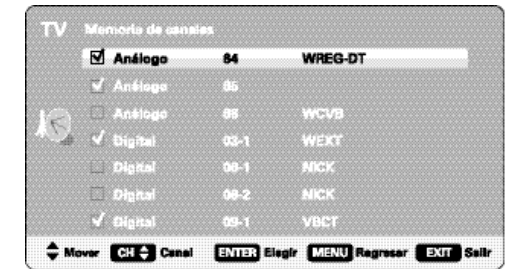 TV Memoria de canales
Análogo 84 WREG-DT
Análogo 85
Análogo 86 WCVB
Digital 03-1 WEXT
Digital 08-1 NICK
Digital 08-2 NICK
Digital 09-1 VBCT
Mover CH Canal ENTER Elegir MENU Regresar EXIT Salir